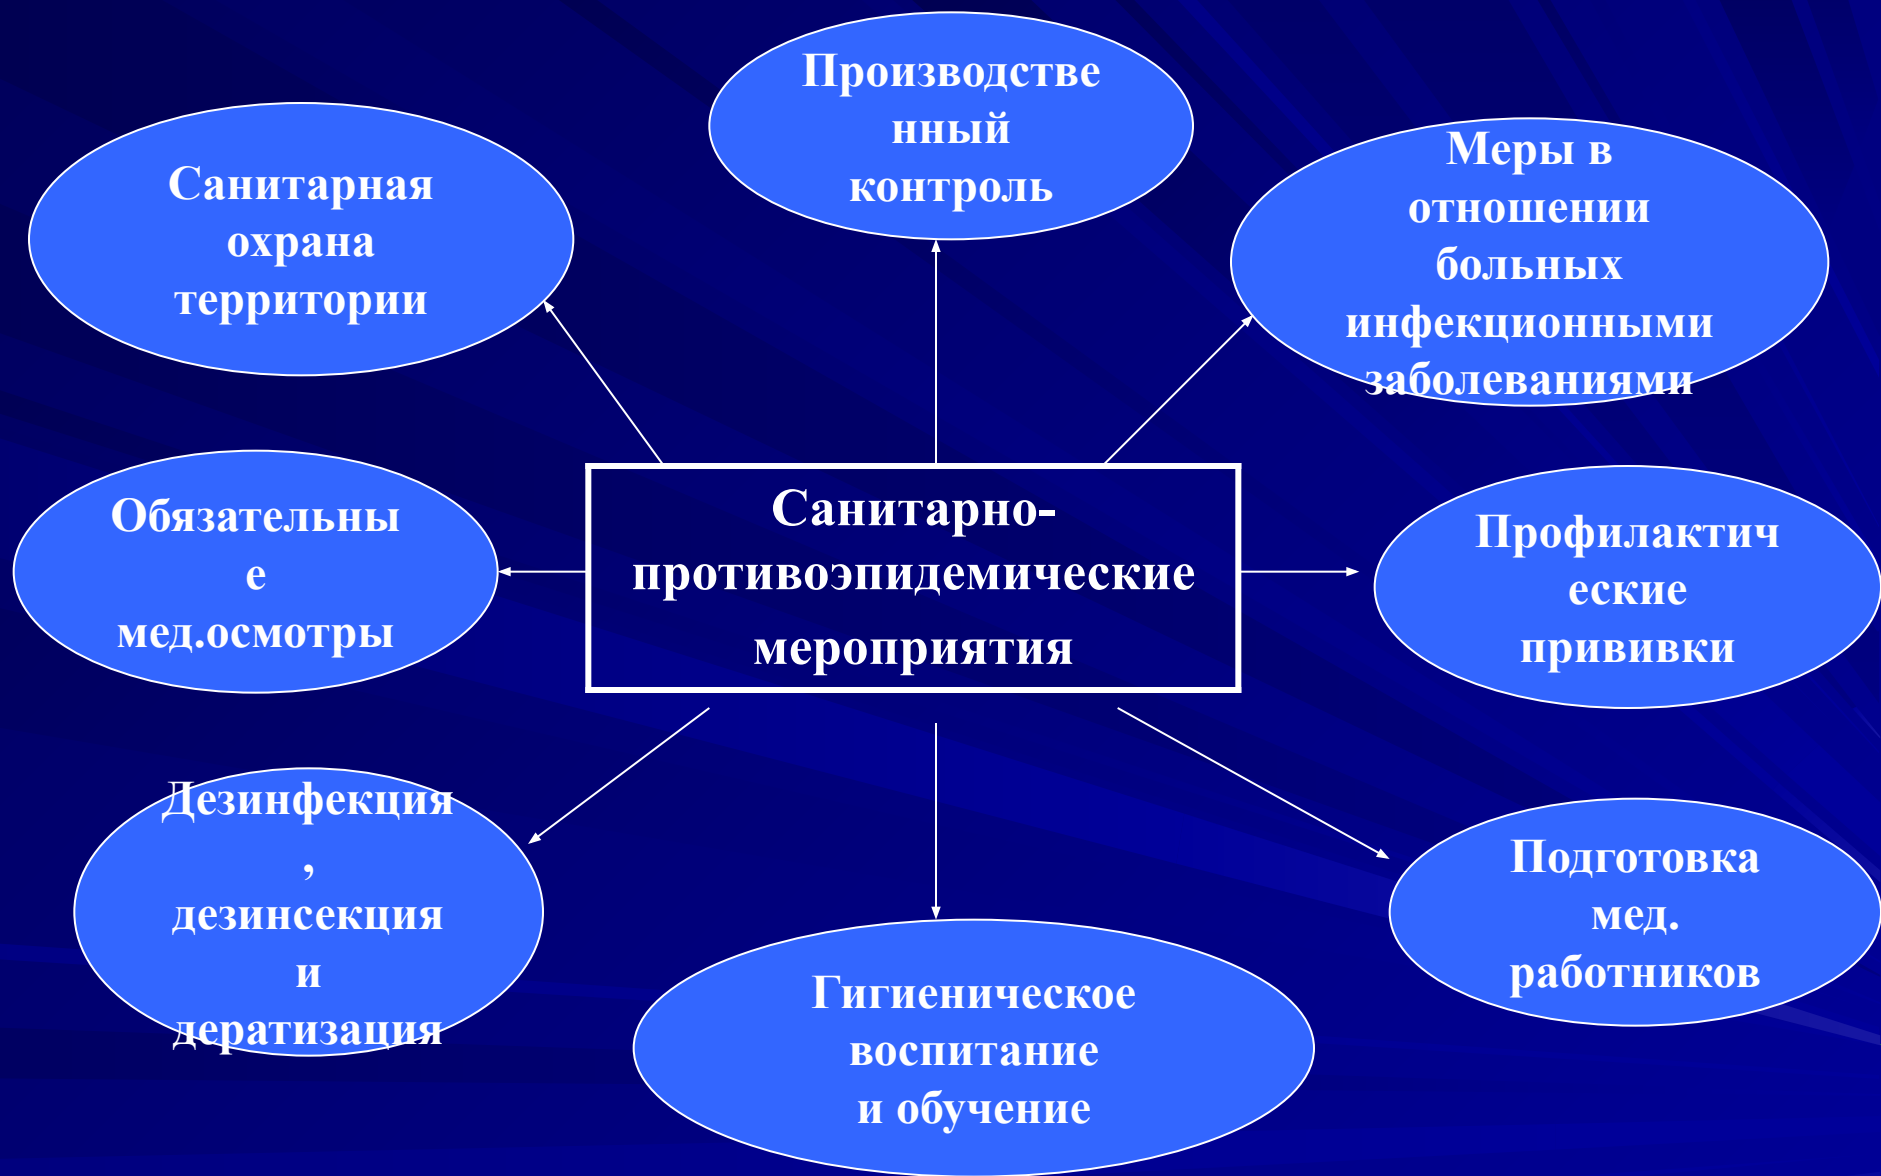 Производстве
нный
контроль
Санитарная
охрана
территории
Меры в
отношении
больных
инфекционными
заболеваниями
Обязательны
е
мед.осмотры
Санитарно-
противоэпидемические
мероприятия
Профилактич
еские
прививки
Дезинфекция
,
дезинсекция
и
дератизация
Гигиеническое
воспитание
и обучение
Подготовка
мед.
работников